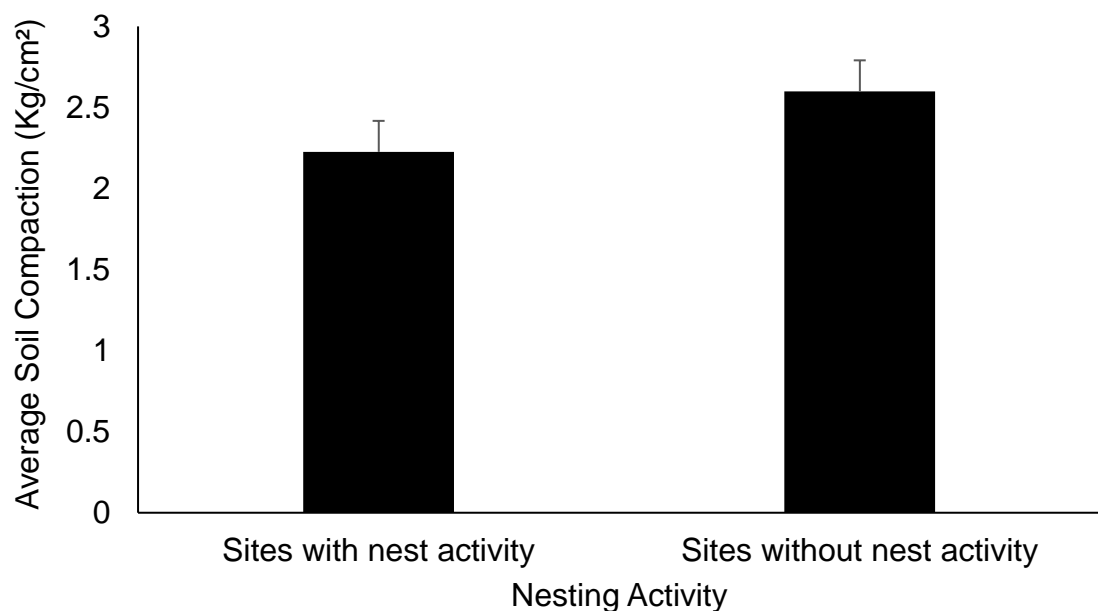 Average Soil Compaction (Kg/cm²)
3
2.5
2
1.5
1
0.5
0
Sites with nest activity
Sites without nest activity
Nesting Activity